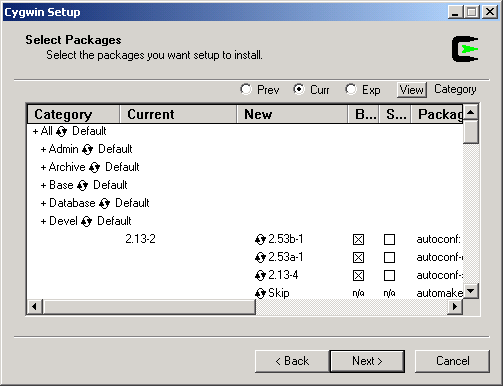 Cygwin Setup
Select Packages
Select the packages you want setup to install.
Prev Curr Exp View Category
Category Current New B... S... Packag
+ All Default
+ Admin Default
+ Archive Default
+ Base Default
+ Database Default
+ Devel Default
2.13-2 2.53b-1 autoconf:
2.53a-1 autoconf-
2.13-4 autoconf-
Skip n/a n/a automake
< Back Next > Cancel